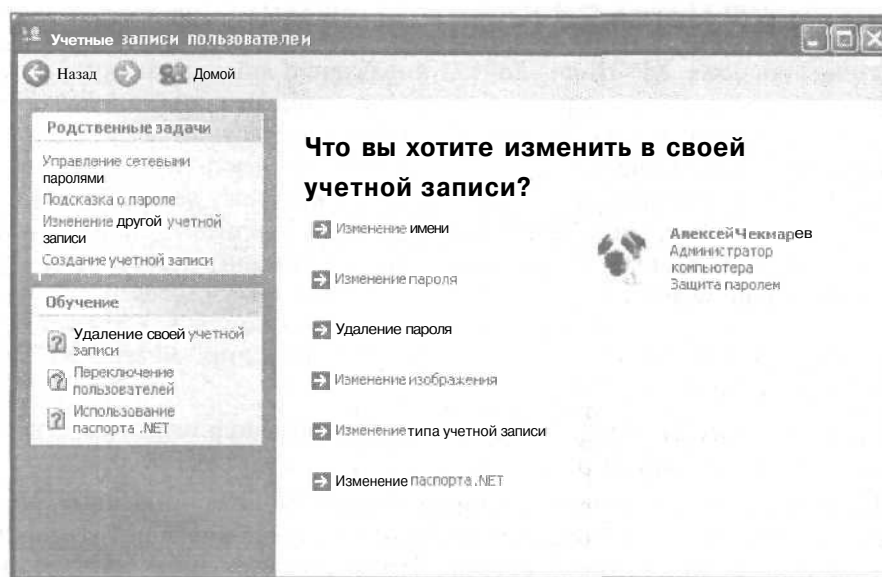 Учетные записи пользователей
Назад Домой
Родственные задачи
Управление сетевыми
паролями
Подсказка о пароле
Изменение другой учетной
записи
Создание учетной записи
Обучение
Удаление своей учетной
записи
Переключение
пользователей
Использование
паспорта .NET
Что вы хотите изменить в своей
учетной записи?
Изменение имени
Изменение пароля
Удаление пароля
Изменение изображения
Изменение типа учетной записи
Изменение паспорта .NET
Алексей Чекмарев
Администратор
компьютера
Защита паролем